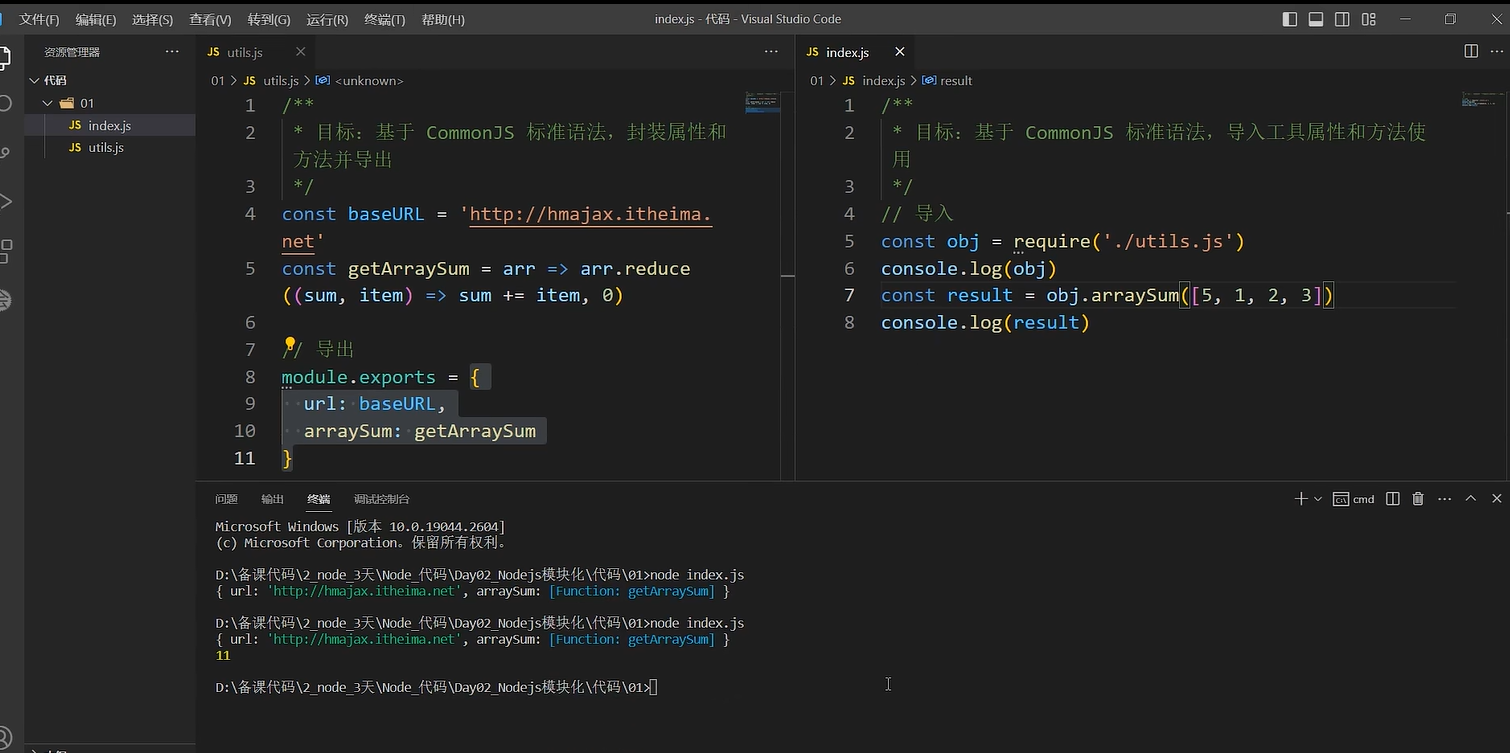 文件(F) 编辑(E) 选择(S) 查看(V) 转到(G) 运行(R) 终端(T) 帮助(H) index.js - 代码 - Visual Studio Code
资源管理器
代码
01
JS index.js
JS utils.js
JS utils.js
01 > JS utils.js > <unknown>
1 /**
2 * 目标：基于 CommonJS 标准语法，封装属性和
方法并导出
3 */
4 const baseURL = 'http://hmajax.itheima.
net'
5 const getArraySum = arr => arr.reduce
((sum, item) => sum += item, 0)
6
7 // 导出
8 module.exports = {
9 url: baseURL,
10 arraySum: getArraySum
11 }
JS index.js
01 > JS index.js > result
1 /**
2 * 目标：基于 CommonJS 标准语法，导入工具属性和方法使
用
3 */
4 // 导入
5 const obj = require('./utils.js')
6 console.log(obj)
7 const result = obj.arraySum([5, 1, 2, 3])
8 console.log(result)
问题 输出 终端 调试控制台
cmd
Microsoft Windows [版本 10.0.19044.2604]
(c) Microsoft Corporation。保留所有权利。
D:\备课代码\2_node_3天\Node_代码\Day02_Nodejs模块化\代码\01>node index.js
{ url: 'http://hmajax.itheima.net', arraySum: [Function: getArraySum] }
D:\备课代码\2_node_3天\Node_代码\Day02_Nodejs模块化\代码\01>node index.js
{ url: 'http://hmajax.itheima.net', arraySum: [Function: getArraySum] }
11
D:\备课代码\2_node_3天\Node_代码\Day02_Nodejs模块化\代码\01>